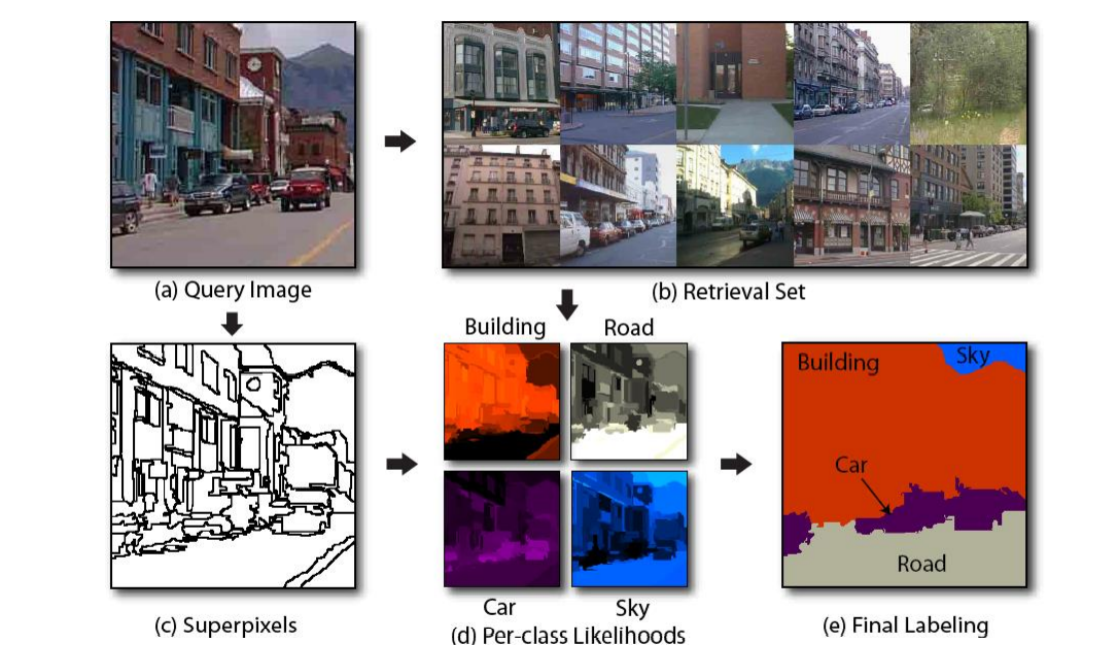 (a) Query Image
(b) Retrieval Set
Building
Road
Car
Sky
(c) Superpixels
(d) Per-class Likelihoods
Building
Sky
Car
Road
(e) Final Labeling